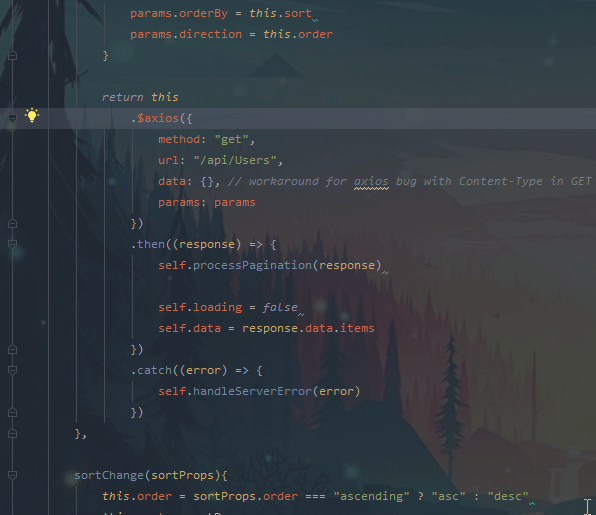 params.orderBy = this.sort
params.direction = this.order
}
return this
.$axios({
method: "get",
url: "/api/Users",
data: {}, // workaround for axios bug with Content-Type in GET
params: params
})
.then((response) => {
self.processPagination(response)
self.loading = false
self.data = response.data.items
})
.catch((error) => {
self.handleServerError(error)
})
},
sortChange(sortProps){
this.order = sortProps.order === "ascending" ? "asc" : "desc"